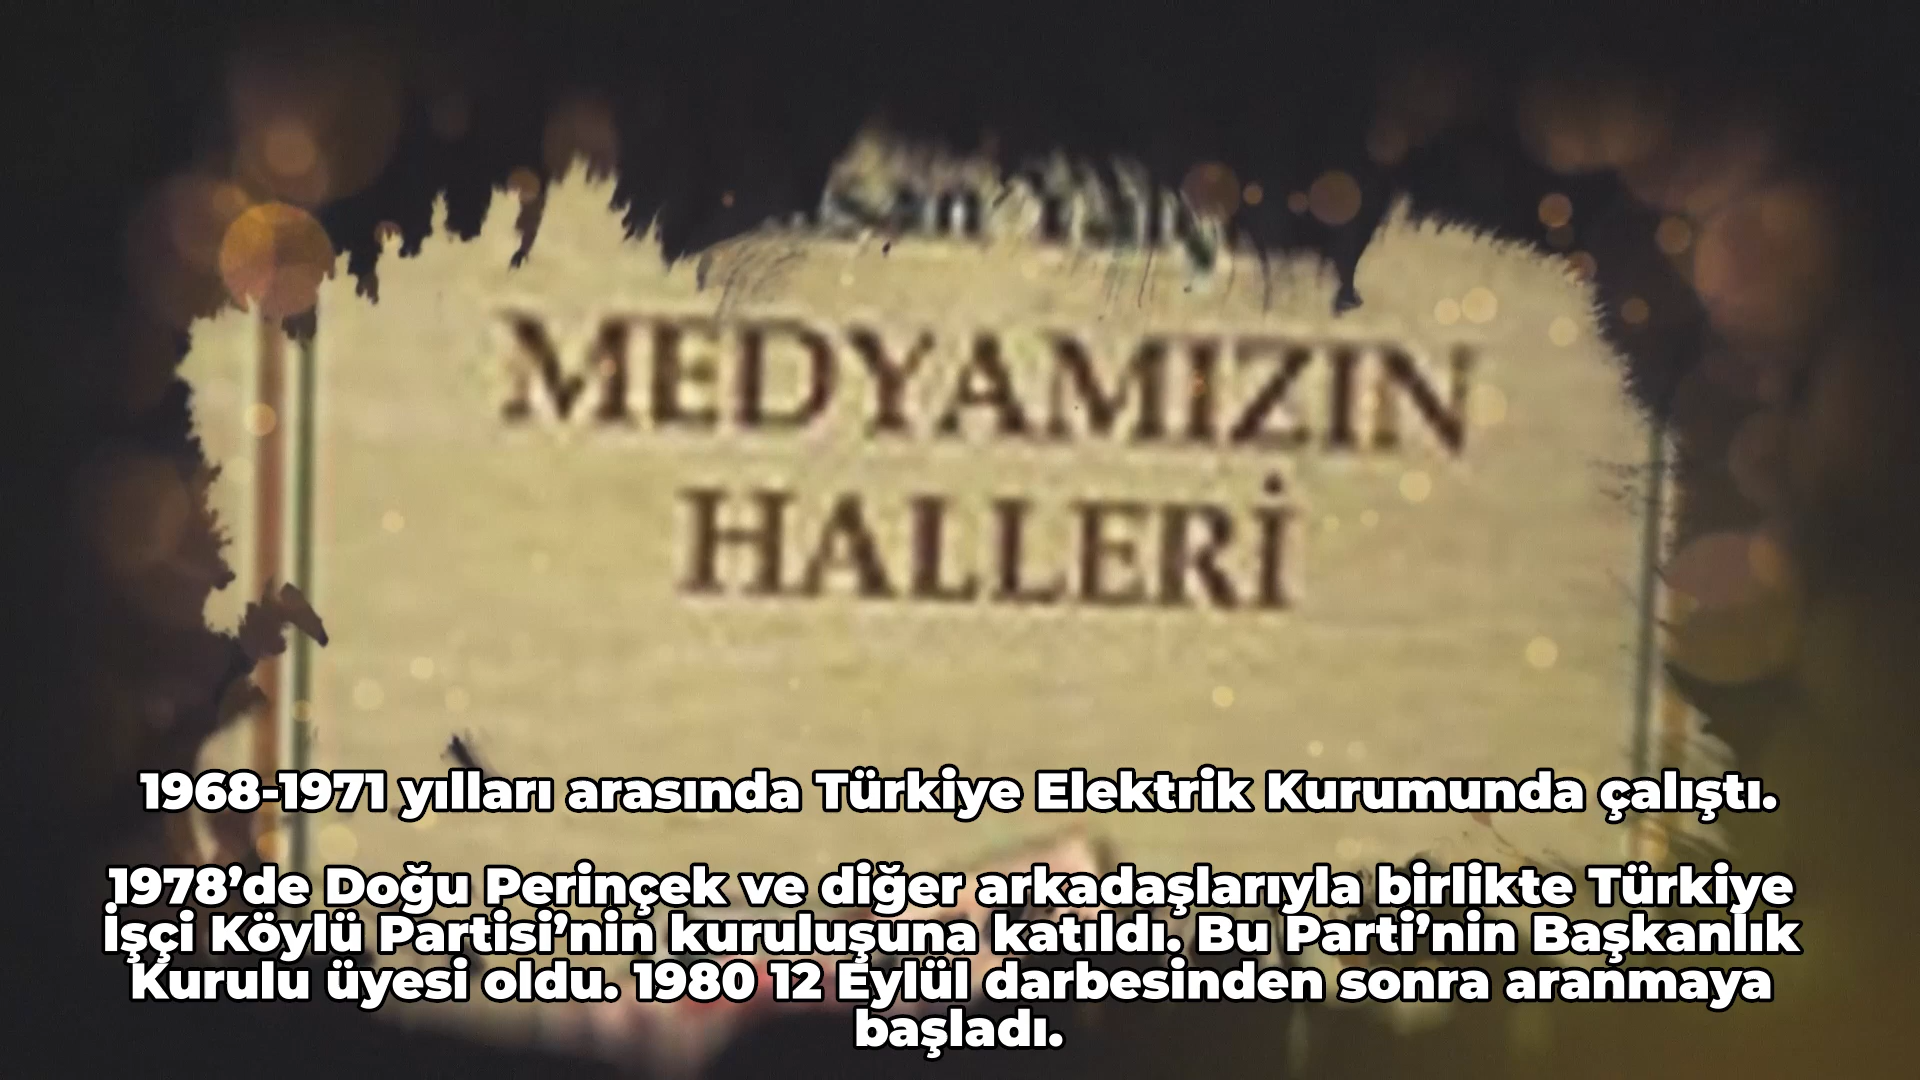 MEDYAMIZIN
HALLERİ
1968-1971 yılları arasında Türkiye Elektrik Kurumunda çalıştı.
1978’de Doğu Perinçek ve diğer arkadaşlarıyla birlikte Türkiye
İşçi Köylü Partisi’nin kuruluşuna katıldı. Bu Parti’nin Başkanlık
Kurulu üyesi oldu. 1980 12 Eylül darbesinden sonra aranmaya
başladı.